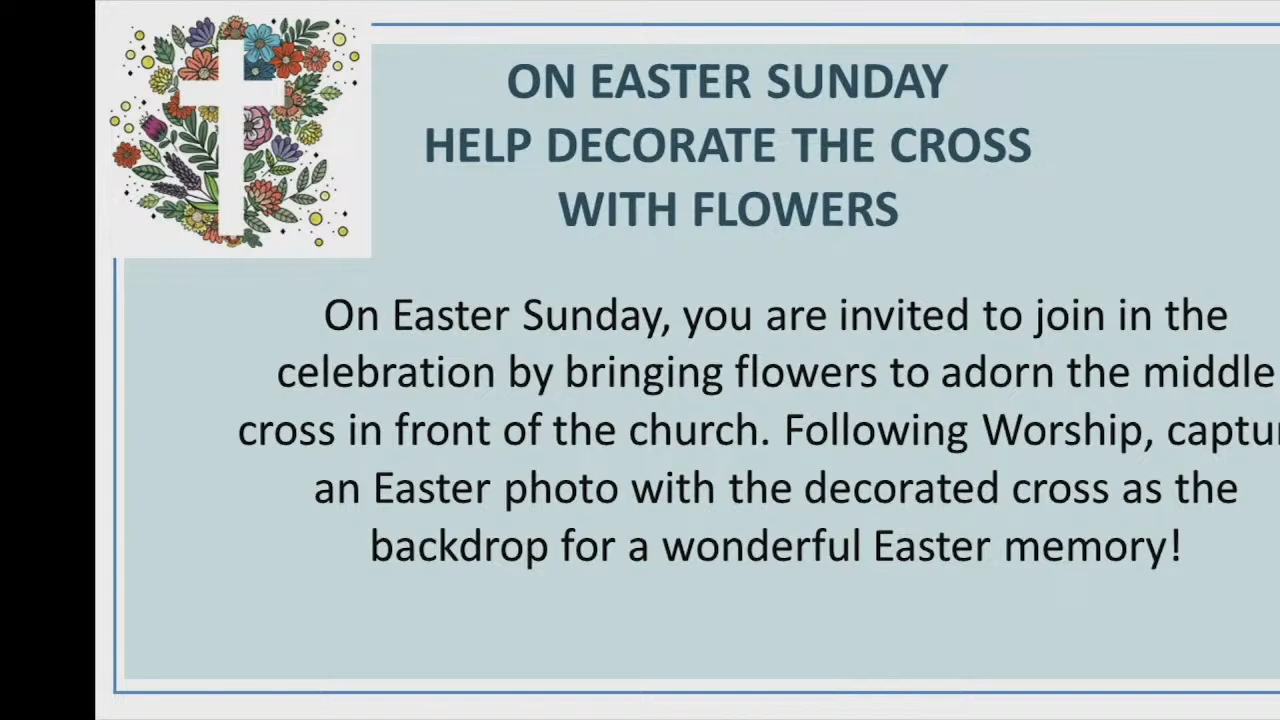 ON EASTER SUNDAY
HELP DECORATE THE CROSS
WITH FLOWERS
On Easter Sunday, you are invited to join in the
celebration by bringing flowers to adorn the middle
cross in front of the church. Following Worship, captur
an Easter photo with the decorated cross as the
backdrop for a wonderful Easter memory!